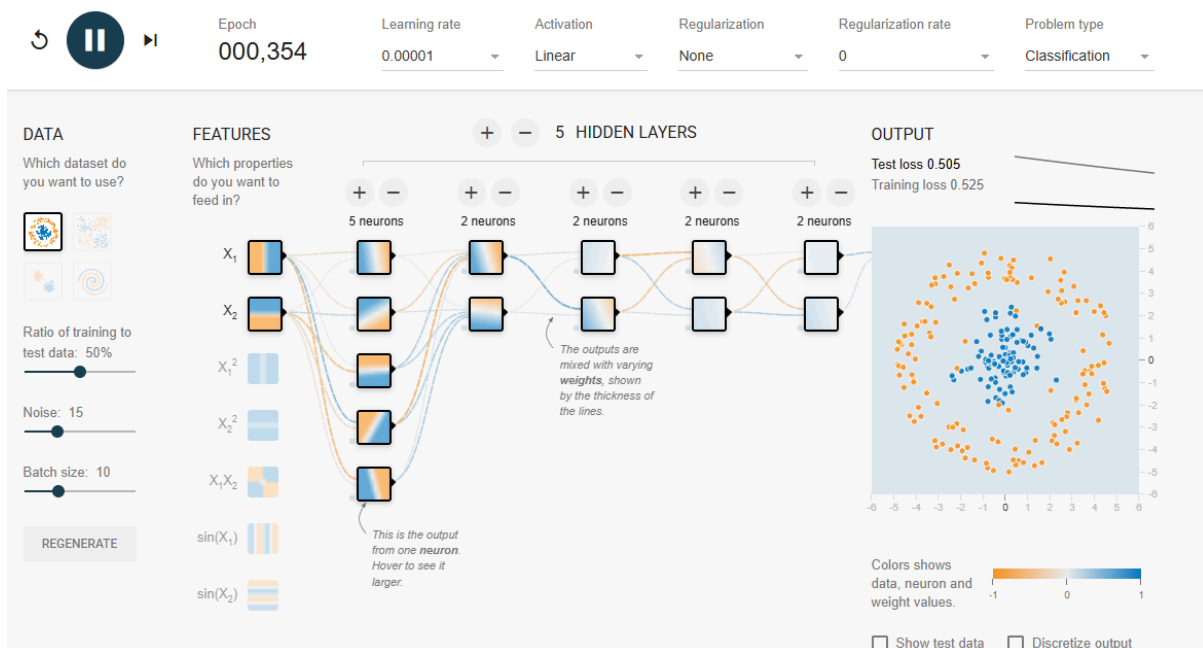 Epoch
000,354
Learning rate
0.00001
Activation
Linear
Regularization
None
Regularization rate
0
Problem type
Classification
DATA
Which dataset do
you want to use?
Ratio of training to
test data: 50%
Noise: 15
Batch size: 10
REGENERATE
FEATURES
Which properties
do you want to
feed in?
X₁
X₂
X₁²
X₂²
X₁X₂
sin(X₁)
sin(X₂)
+ − 5 HIDDEN LAYERS
+ −
5 neurons
+ −
2 neurons
+ −
2 neurons
+ −
2 neurons
+ −
2 neurons
The outputs are
mixed with varying
weights, shown
by the thickness of
the lines.
This is the output
from one neuron.
Hover to see it
larger.
OUTPUT
Test loss 0.505
Training loss 0.525
6
5
4
3
2
1
0
-1
-2
-3
-4
-5
-6
-6 -5 -4 -3 -2 -1 0 1 2 3 4 5 6
Colors shows
data, neuron and
weight values.
-1 0 1
Show test data
Discretize output